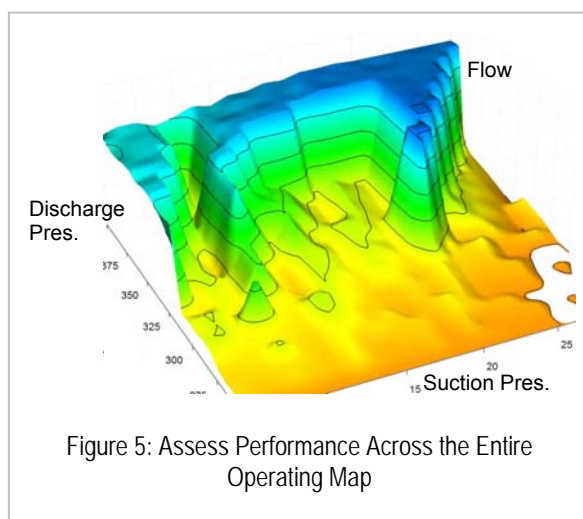 Flow
Discharge
Pres.
375
350
325
300
15
20
25
Suction Pres.
Figure 5: Assess Performance Across the Entire
Operating Map